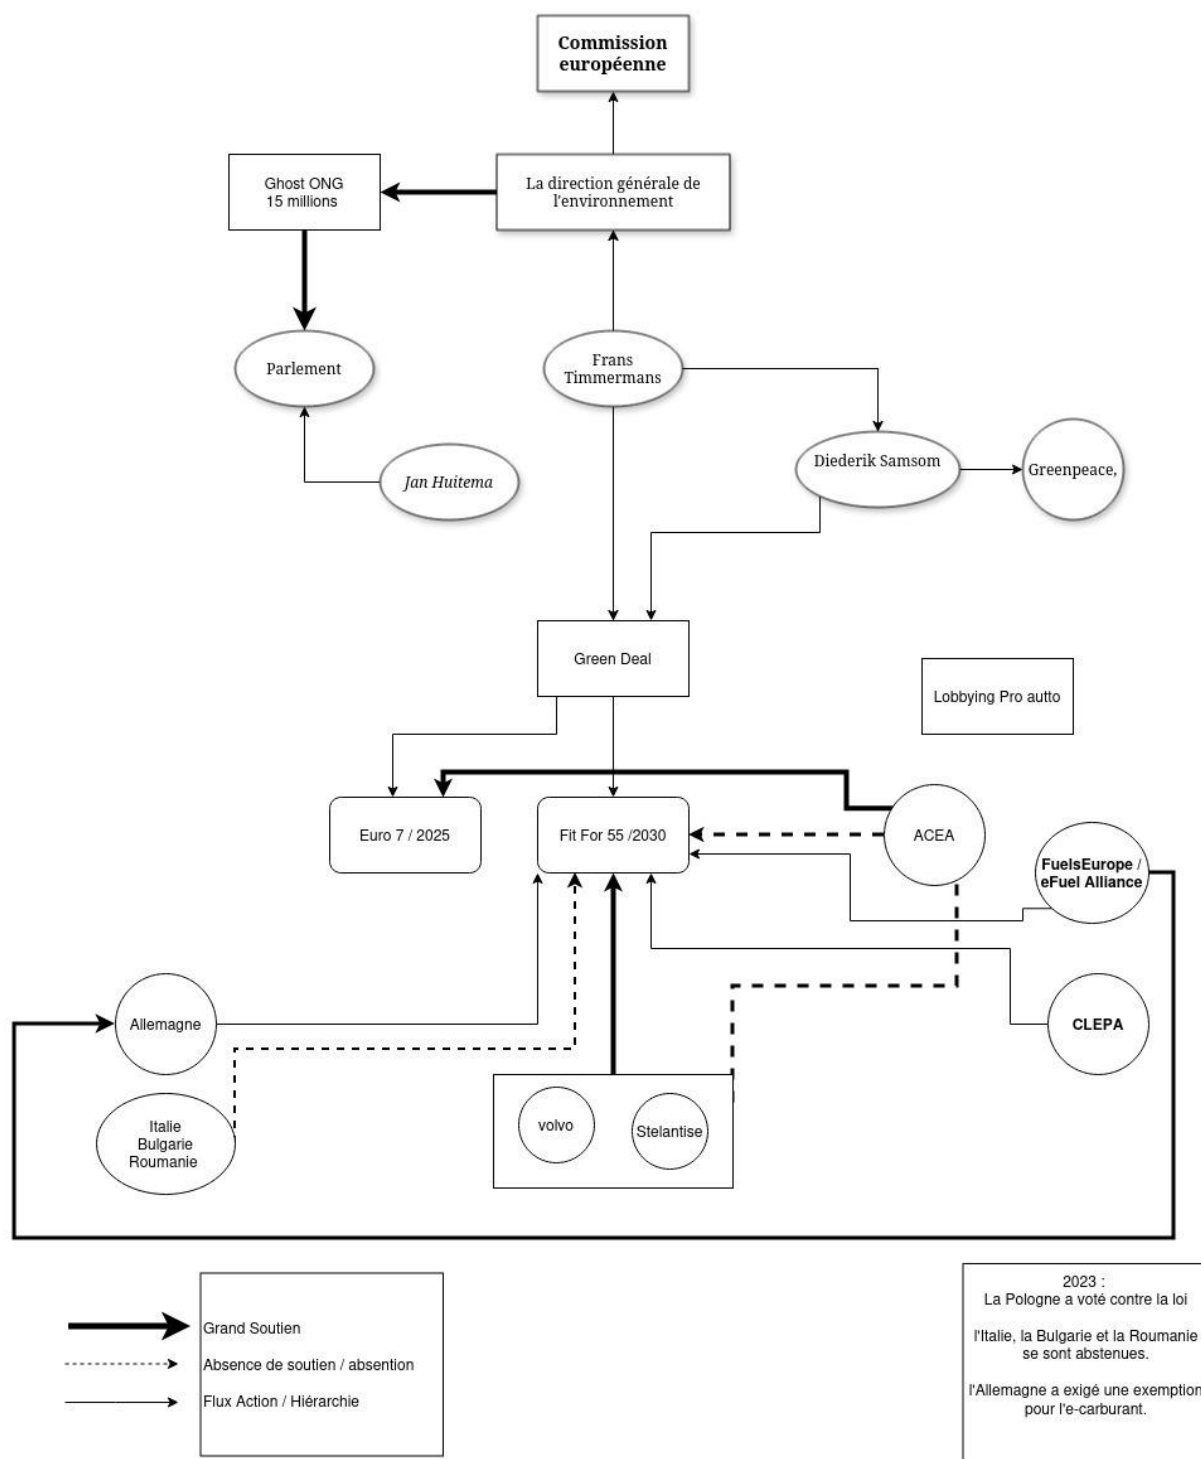 Commission
européenne
Ghost ONG
15 millions
La direction générale de
l'environnement
Parlement
Frans
Timmermans
Diederik Samsom
Greenpeace,
Jan Huitema
Green Deal
Lobbying Pro autto
Euro 7 / 2025
Fit For 55 /2030
ACEA
FuelsEurope /
eFuel Alliance
Allemagne
CLEPA
Italie
Bulgarie
Roumanie
volvo
Stelantise
Grand Soutien
Absence de soutien / absention
Flux Action / Hiérarchie
2023 :
La Pologne a voté contre la loi
l'Italie, la Bulgarie et la Roumanie
se sont abstenues.
l'Allemagne a exigé une exemption
pour l'e-carburant.